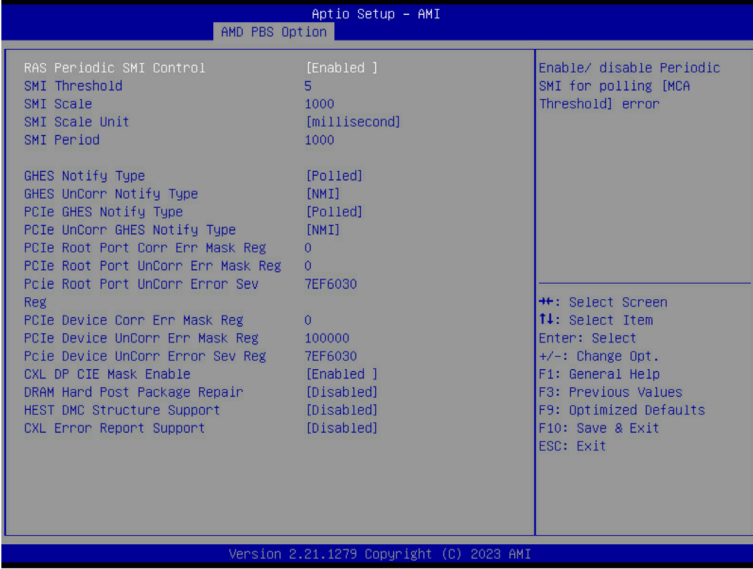 Aptio Setup – AMI
AMD PBS Option
RAS Periodic SMI Control [Enabled ]
SMI Threshold 5
SMI Scale 1000
SMI Scale Unit [millisecond]
SMI Period 1000
GHES Notify Type [Polled]
GHES UnCorr Notify Type [NMI]
PCIe GHES Notify Type [Polled]
PCIe UnCorr GHES Notify Type [NMI]
PCIe Root Port Corr Err Mask Reg 0
PCIe Root Port UnCorr Err Mask Reg 0
Pcie Root Port UnCorr Error Sev 7EF6030
Reg
PCIe Device Corr Err Mask Reg 0
PCIe Device UnCorr Err Mask Reg 100000
Pcie Device UnCorr Error Sev Reg 7EF6030
CXL DP CIE Mask Enable [Enabled ]
DRAM Hard Post Package Repair [Disabled]
HEST DMC Structure Support [Disabled]
CXL Error Report Support [Disabled]
Enable/ disable Periodic
SMI for polling [MCA
Threshold] error
→←: Select Screen
↑↓: Select Item
Enter: Select
+/-: Change Opt.
F1: General Help
F3: Previous Values
F9: Optimized Defaults
F10: Save & Exit
ESC: Exit
Version 2.21.1279 Copyright (C) 2023 AMI